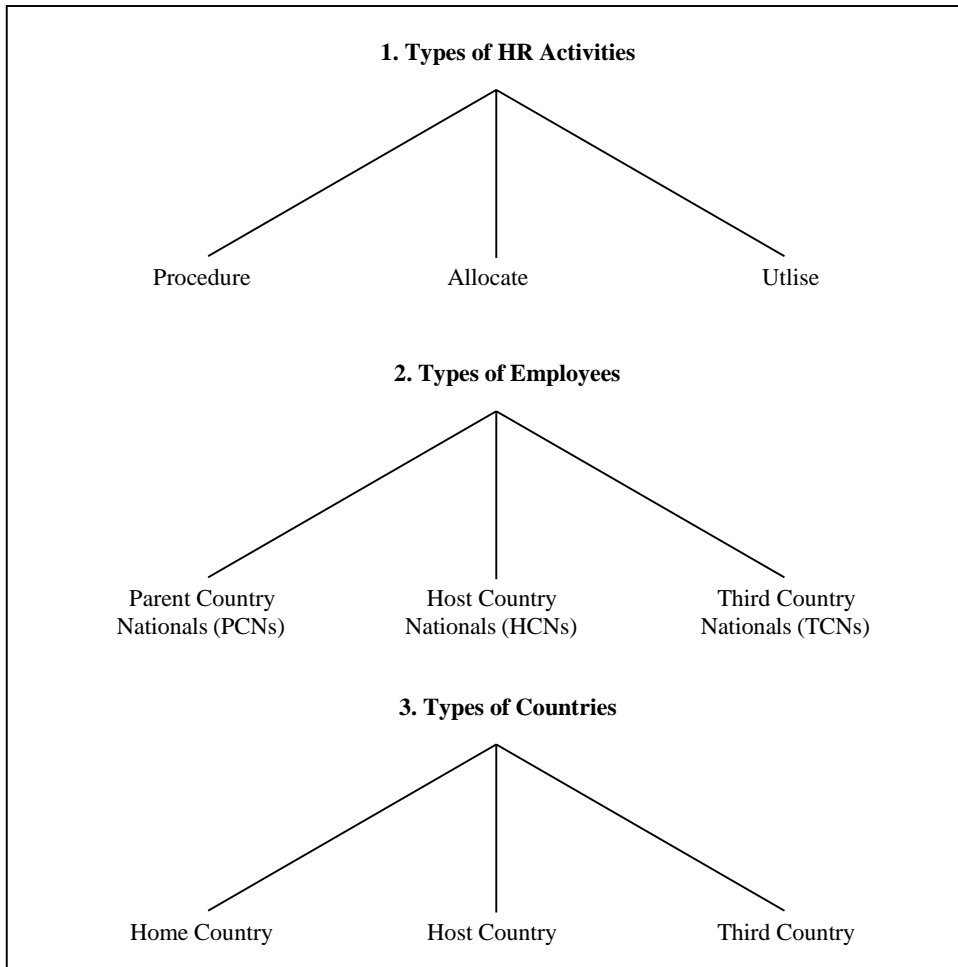 1. Types of HR Activities
Procedure Allocate Utlise
2. Types of Employees
Parent Country Host Country Third Country
Nationals (PCNs) Nationals (HCNs) Nationals (TCNs)
3. Types of Countries
Home Country Host Country Third Country